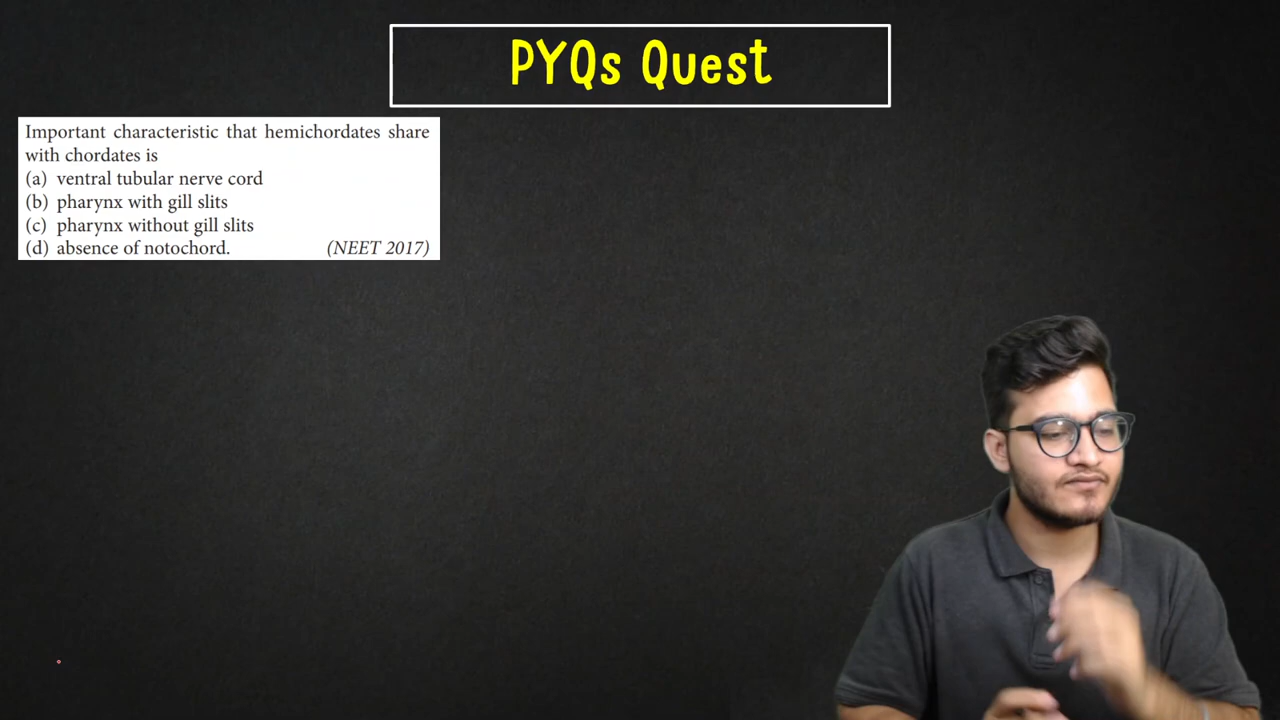 PYQs Quest
Important characteristic that hemichordates share
with chordates is
(a) ventral tubular nerve cord
(b) pharynx with gill slits
(c) pharynx without gill slits
(d) absence of notochord. (NEET 2017)